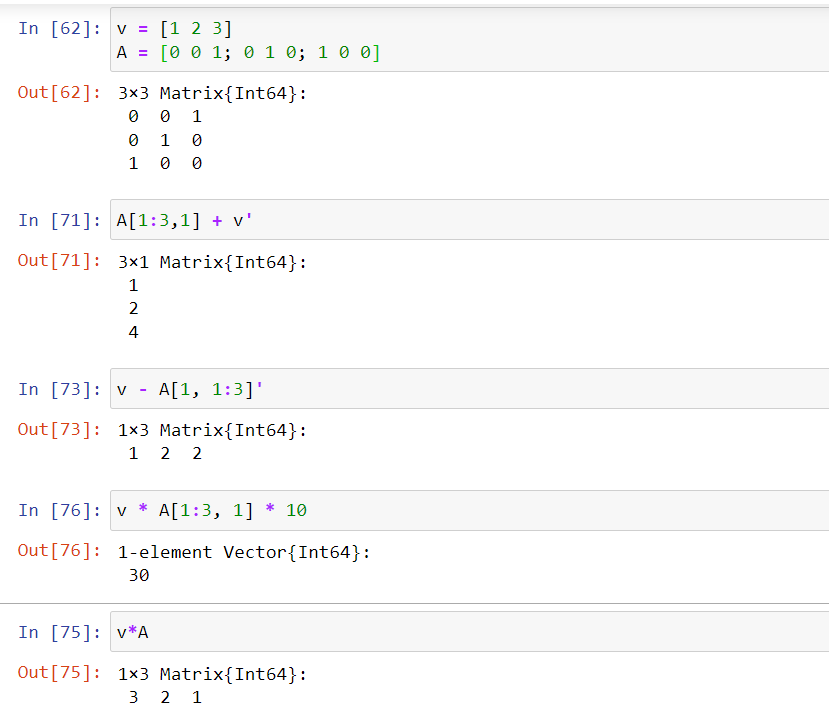 In [62]: v = [1 2 3]
A = [0 0 1; 0 1 0; 1 0 0]
Out[62]: 3×3 Matrix{Int64}:
0 0 1
0 1 0
1 0 0
In [71]: A[1:3,1] + v'
Out[71]: 3×1 Matrix{Int64}:
1
2
4
In [73]: v - A[1, 1:3]'
Out[73]: 1×3 Matrix{Int64}:
1 2 2
In [76]: v * A[1:3, 1] * 10
Out[76]: 1-element Vector{Int64}:
30
In [75]: v*A
Out[75]: 1×3 Matrix{Int64}:
3 2 1